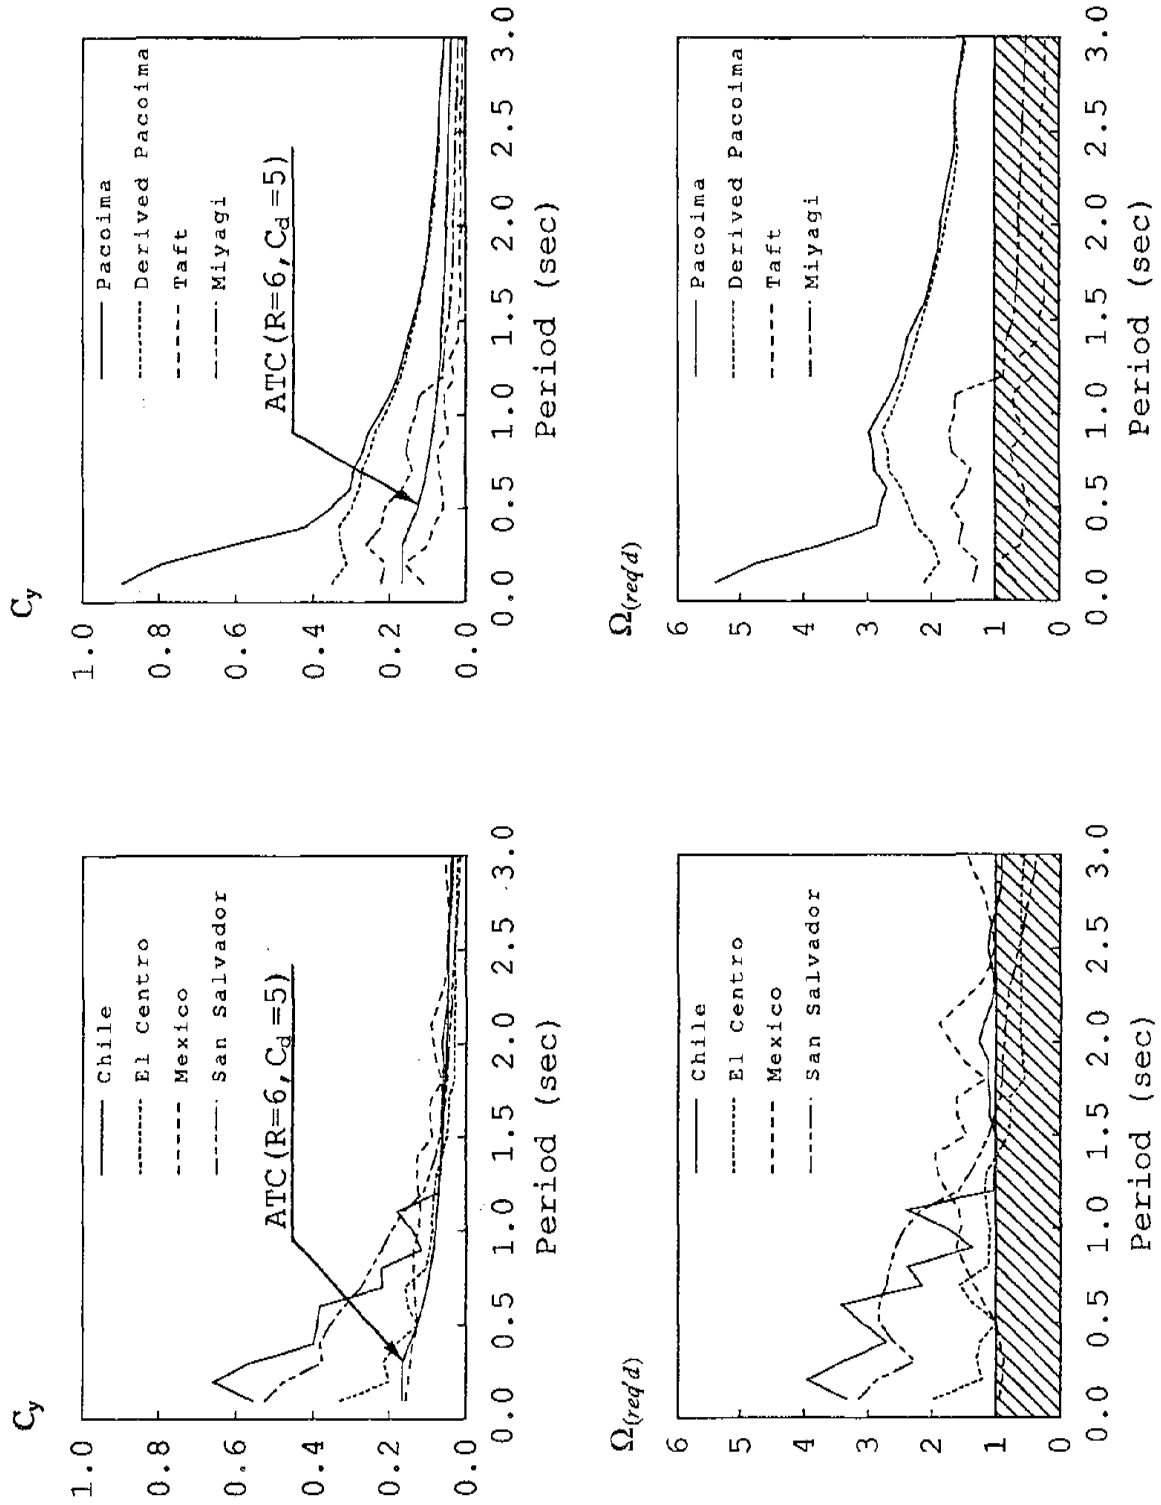 C_y
1.0
0.8
0.6
0.4
0.2
0.0
Chile
El Centro
Mexico
San Salvador
ATC(R=6,C_d=5)
0.0 0.5 1.0 1.5 2.0 2.5 3.0
Period (sec)
C_y
1.0
0.8
0.6
0.4
0.2
0.0
Pacoima
Derived Pacoima
Taft
Miyagi
ATC(R=6,C_d=5)
0.0 0.5 1.0 1.5 2.0 2.5 3.0
Period (sec)
Ω(req'd)
6
5
4
3
2
1
0
Chile
El Centro
Mexico
San Salvador
0.0 0.5 1.0 1.5 2.0 2.5 3.0
Period (sec)
Ω(req'd)
6
5
4
3
2
1
0
Pacoima
Derived Pacoima
Taft
Miyagi
0.0 0.5 1.0 1.5 2.0 2.5 3.0
Period (sec)